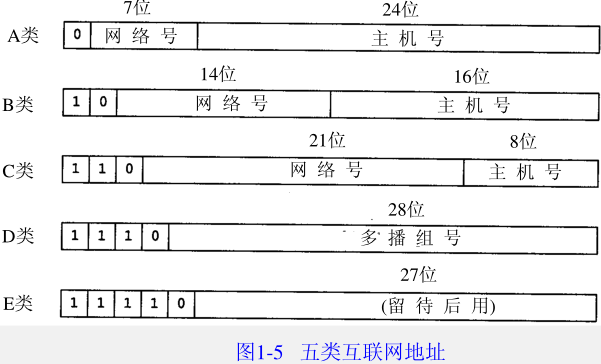 7位 24位
A类 0 网络号 主机号
14位 16位
B类 1 0 网络号 主机号
21位 8位
C类 1 1 0 网络号 主机号
28位
D类 1 1 1 0 多播组号
27位
E类 1 1 1 1 0 (留待后用)
图1-5 五类互联网地址